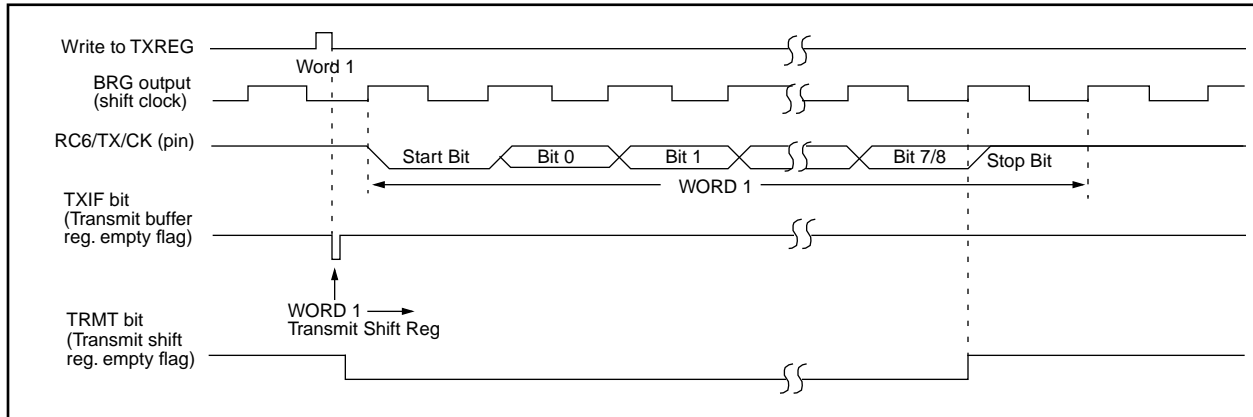 Write to TXREG
Word 1
BRG output
(shift clock)
RC6/TX/CK (pin)
Start Bit
Bit 0
Bit 1
Bit 7/8
Stop Bit
WORD 1
TXIF bit
(Transmit buffer
reg. empty flag)
WORD 1
Transmit Shift Reg
TRMT bit
(Transmit shift
reg. empty flag)